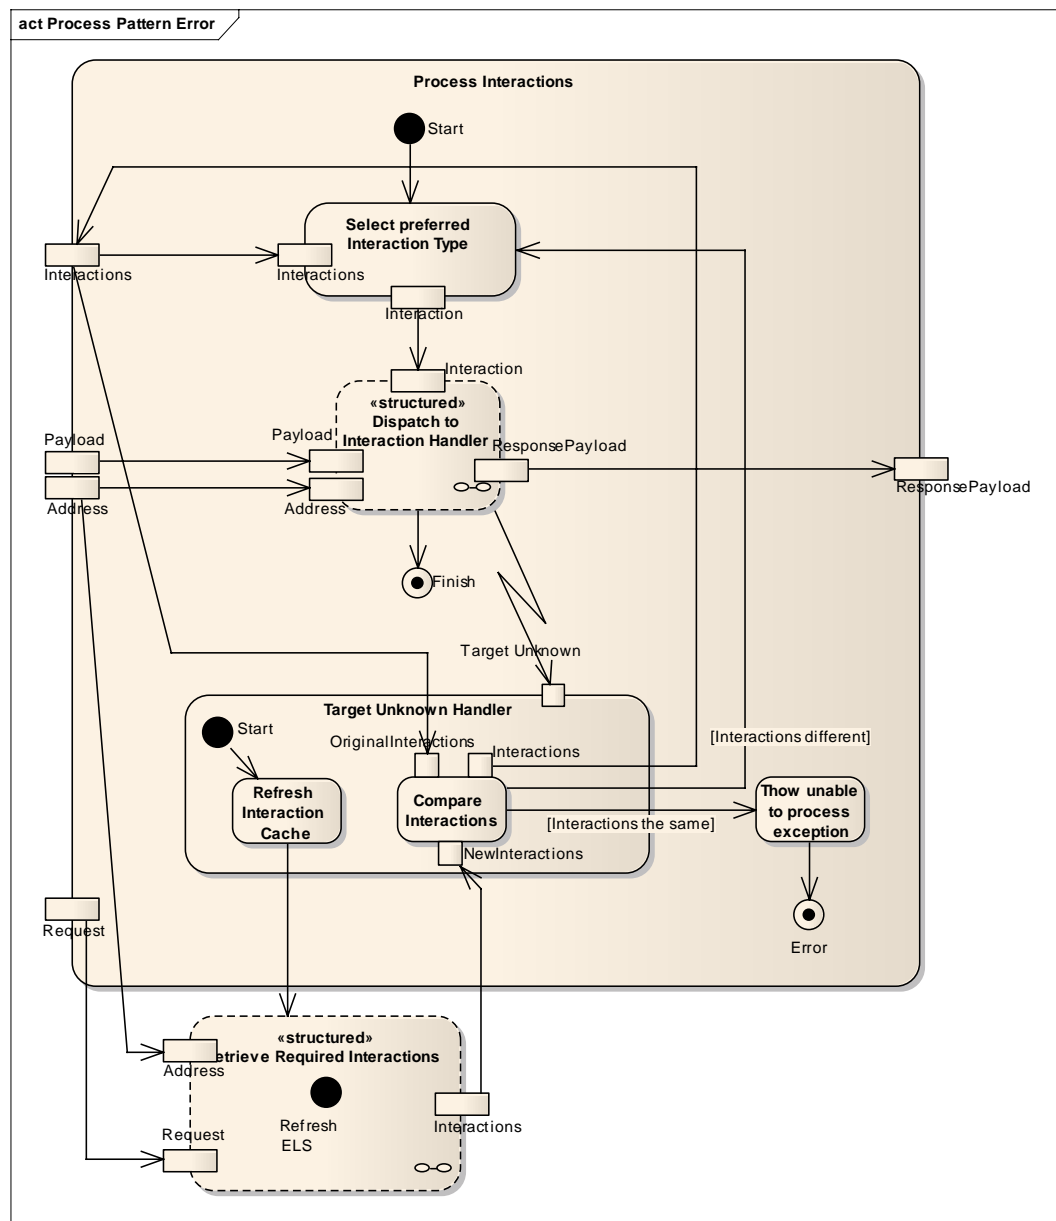 act Process Pattern Error
Process Interactions
Start
Select preferred
Interaction Type
Interactions
Interactions
Interaction
Interaction
«structured»
Dispatch to
Interaction Handler
Payload
Payload
ResponsePayload
Address
Address
ResponsePayload
Finish
Target Unknown
Target Unknown Handler
Start
OriginalInteractions
Interactions
[Interactions different]
Refresh
Interaction
Cache
Compare
Interactions
Thow unable
to process
exception
[Interactions the same]
NewInteractions
Request
Error
«structured»
etrieve Required Interactions
Address
Refresh
ELS
Interactions
Request